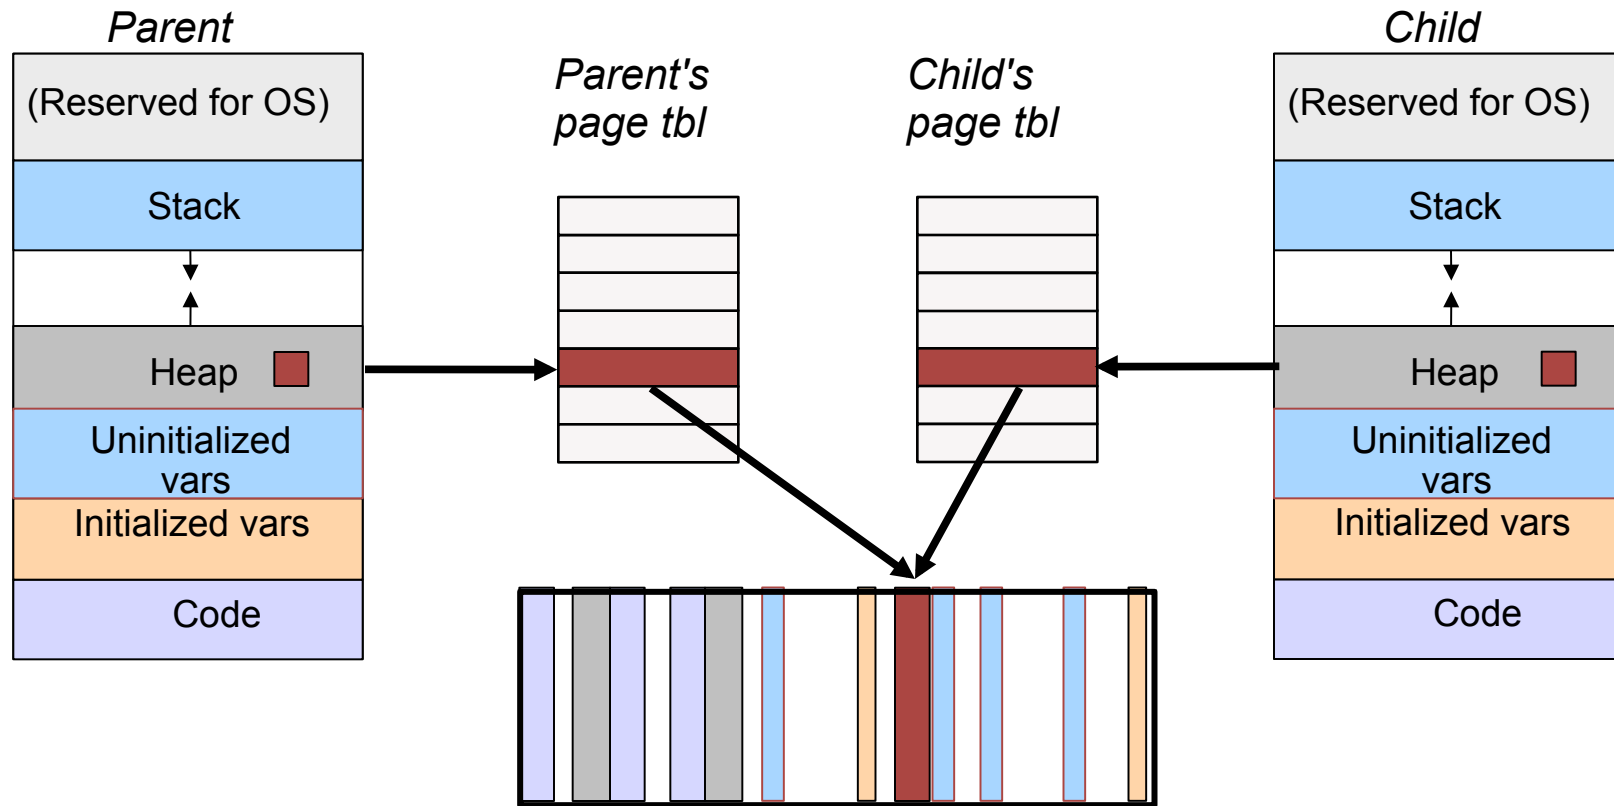 Parent
Child
Parent's
page tbl
Child's
page tbl
(Reserved for OS)
Stack
Heap
Uninitialized
vars
Initialized vars
Code
(Reserved for OS)
Stack
Heap
Uninitialized
vars
Initialized vars
Code